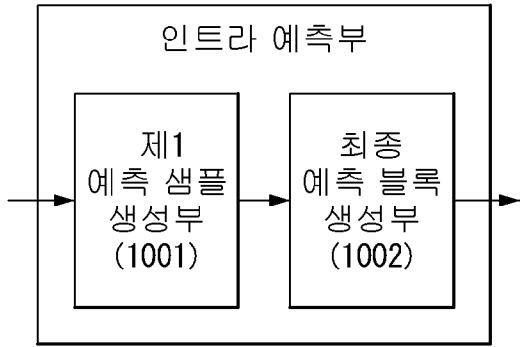 인트라 예측부
제1
예측 샘플
생성부
(1001)
최종
예측 블록
생성부
(1002)